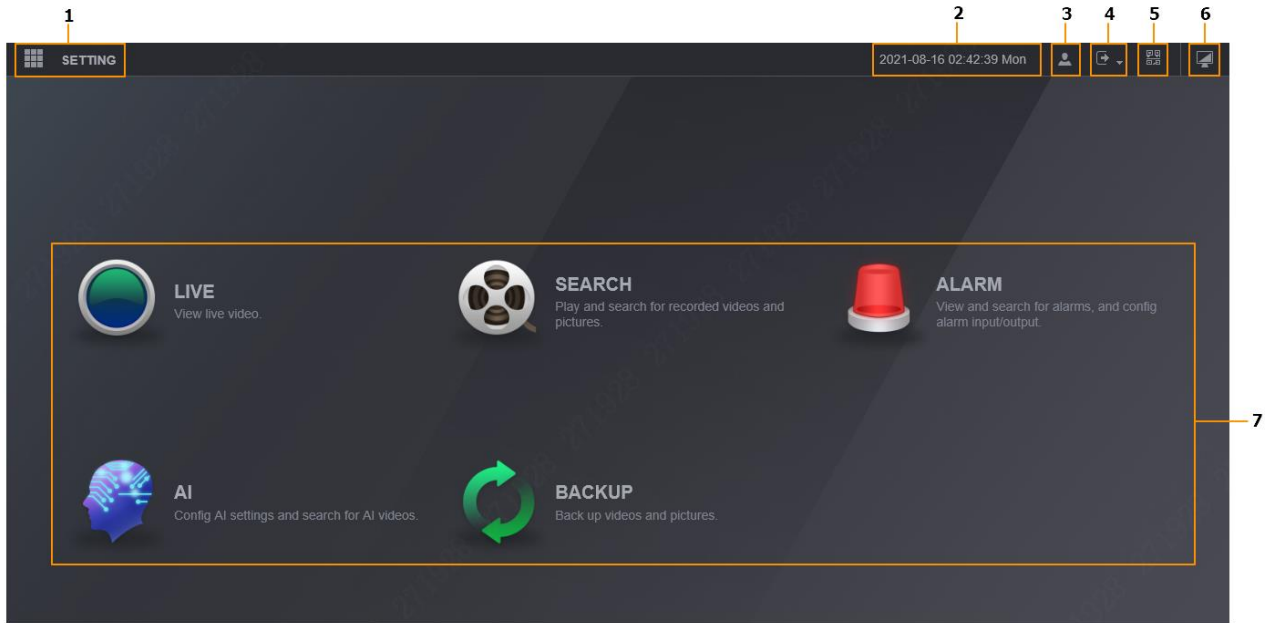 1
2
3
4
5
6
SETTING
2021-08-16 02:42:39 Mon
LIVE
View live video.
SEARCH
Play and search for recorded videos and
pictures.
ALARM
View and search for alarms, and config
alarm input/output.
7
AI
Config AI settings and search for AI videos.
BACKUP
Back up videos and pictures.